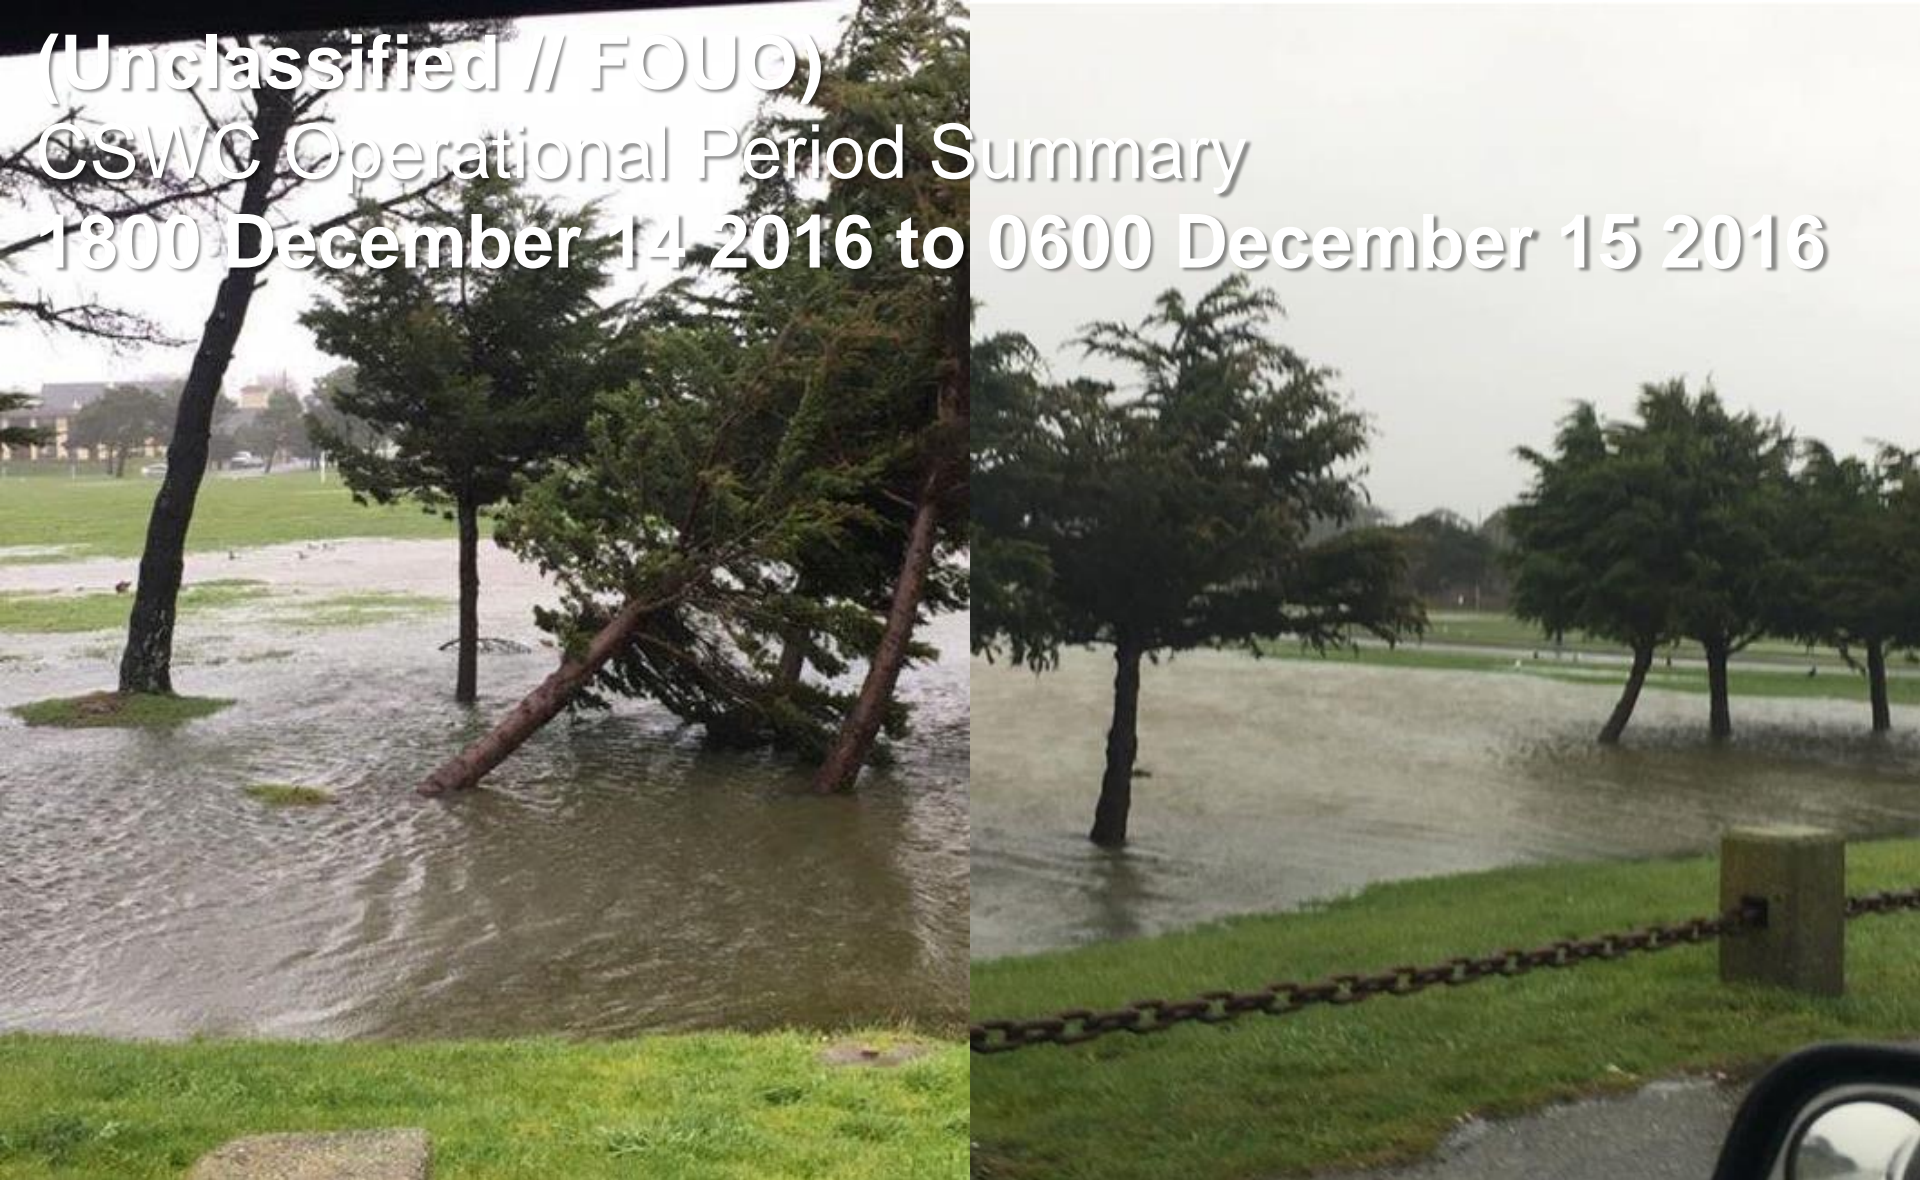 (Unclassified // FOUO)
CSWC Operational Period Summary
1800 December 14 2016 to 0600 December 15 2016